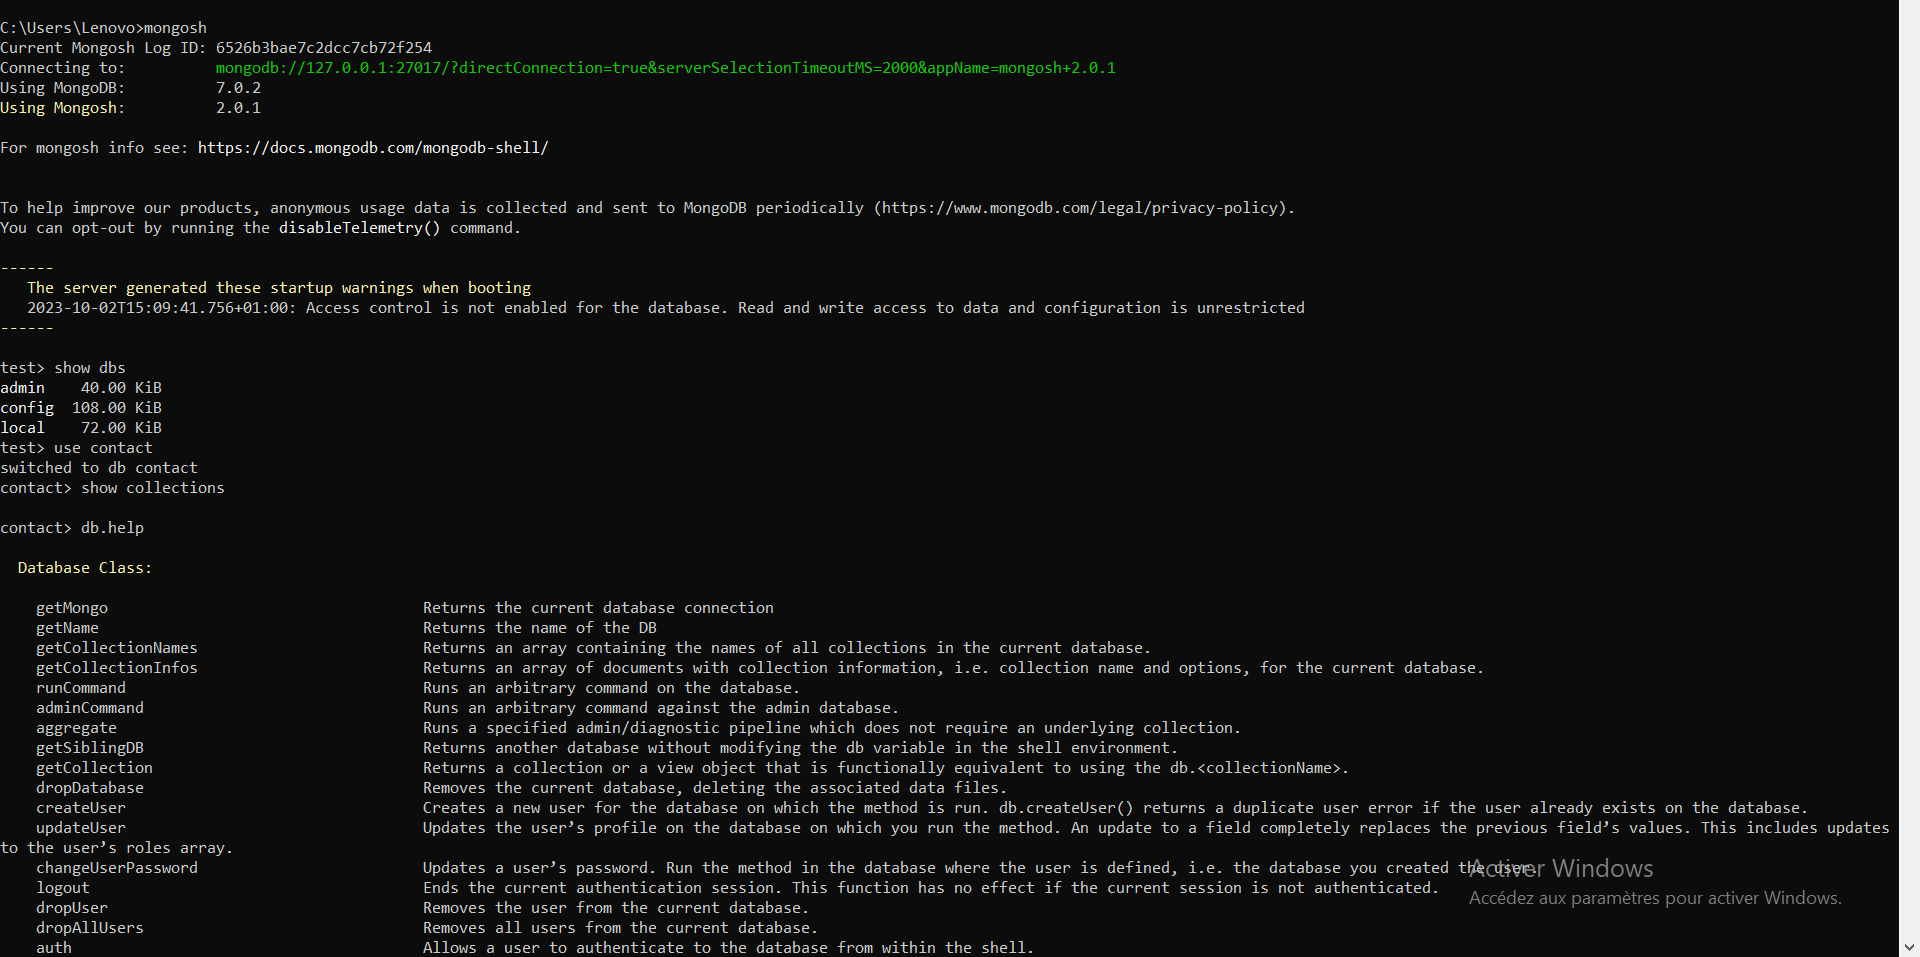 C:\Users\Lenovo>mongosh
Current Mongosh Log ID: 6526b3bae7c2dcc7cb72f254
Connecting to:          mongodb://127.0.0.1:27017/?directConnection=true&serverSelectionTimeoutMS=2000&appName=mongosh+2.0.1
Using MongoDB:          7.0.2
Using Mongosh:          2.0.1
For mongosh info see: https://docs.mongodb.com/mongodb-shell/
To help improve our products, anonymous usage data is collected and sent to MongoDB periodically (https://www.mongodb.com/legal/privacy-policy).
You can opt-out by running the disableTelemetry() command.
------
   The server generated these startup warnings when booting
   2023-10-02T15:09:41.756+01:00: Access control is not enabled for the database. Read and write access to data and configuration is unrestricted
------
test> show dbs
admin    40.00 KiB
config  108.00 KiB
local    72.00 KiB
test> use contact
switched to db contact
contact> show collections
contact> db.help
  Database Class:
    getMongo                                   Returns the current database connection
    getName                                    Returns the name of the DB
    getCollectionNames                         Returns an array containing the names of all collections in the current database.
    getCollectionInfos                         Returns an array of documents with collection information, i.e. collection name and options, for the current database.
    runCommand                                 Runs an arbitrary command on the database.
    adminCommand                               Runs an arbitrary command against the admin database.
    aggregate                                  Runs a specified admin/diagnostic pipeline which does not require an underlying collection.
    getSiblingDB                               Returns another database without modifying the db variable in the shell environment.
    getCollection                              Returns a collection or a view object that is functionally equivalent to using the db.<collectionName>.
    dropDatabase                               Removes the current database, deleting the associated data files.
    createUser                                 Creates a new user for the database on which the method is run. db.createUser() returns a duplicate user error if the user already exists on the database.
    updateUser                                 Updates the user’s profile on the database on which you run the method. An update to a field completely replaces the previous field’s values. This includes updates
to the user’s roles array.
    changeUserPassword                         Updates a user’s password. Run the method in the database where the user is defined, i.e. the database you created the user.
    logout                                     Ends the current authentication session. This function has no effect if the current session is not authenticated.
    dropUser                                   Removes the user from the current database.
    dropAllUsers                               Removes all users from the current database.
    auth                                       Allows a user to authenticate to the database from within the shell.
Activer Windows
Accédez aux paramètres pour activer Windows.